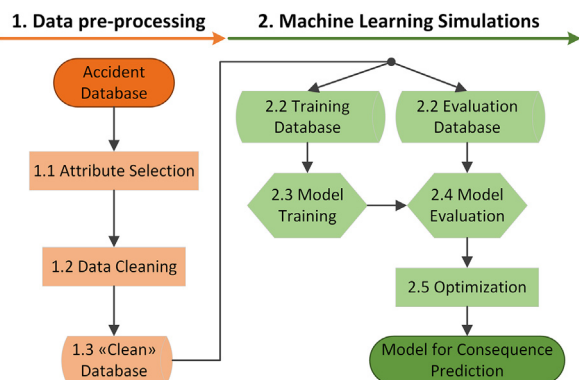 1. Data pre-processing
2. Machine Learning Simulations
Accident
Database
1.1 Attribute Selection
1.2 Data Cleaning
1.3 «Clean»
Database
2.2 Training
Database
2.2 Evaluation
Database
2.3 Model
Training
2.4 Model
Evaluation
2.5 Optimization
Model for Consequence
Prediction